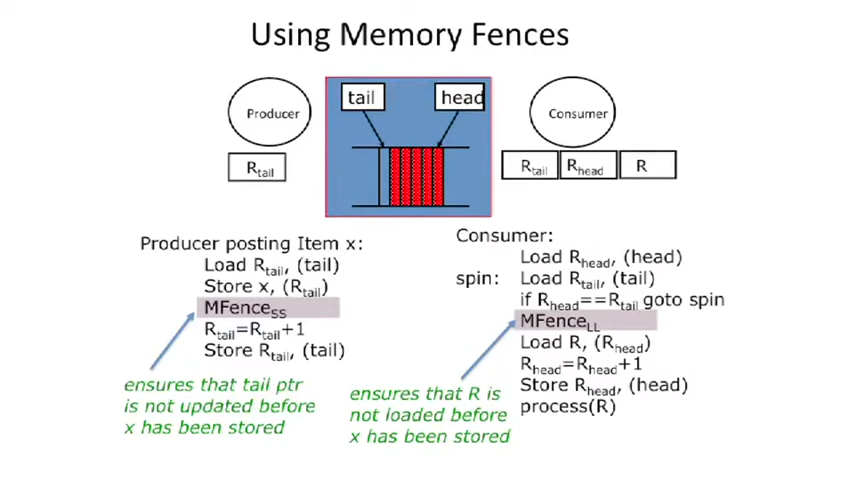 Using Memory Fences
Producer
tail
head
Consumer
R_tail
R_tail
R_head
R
Producer posting Item x:
Load R_tail, (tail)
Store x, (R_tail)
MFence_SS
R_tail=R_tail+1
Store R_tail, (tail)
ensures that tail ptr
is not updated before
x has been stored
Consumer:
Load R_head, (head)
spin: Load R_tail, (tail)
if R_head==R_tail goto spin
MFence_LL
Load R, (R_head)
R_head=R_head+1
Store R_head, (head)
process(R)
ensures that R is
not loaded before
x has been stored